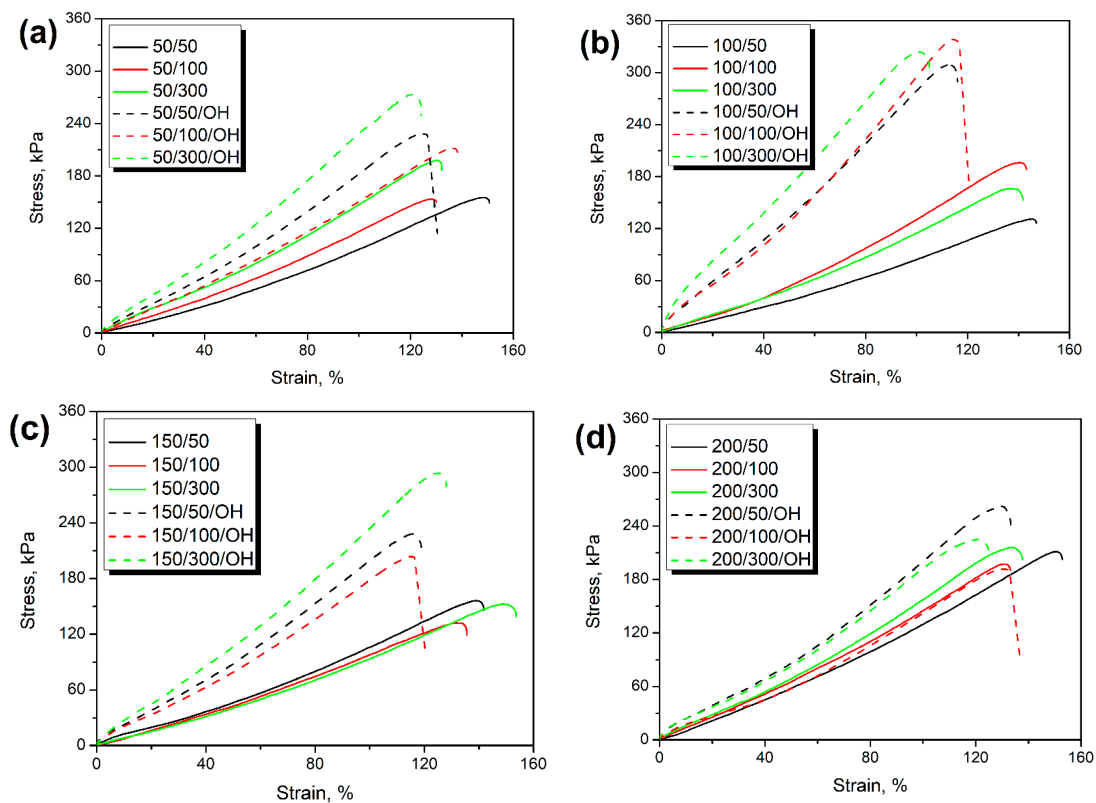 (a)
50/50
50/100
50/300
50/50/OH
50/100/OH
50/300/OH
Stress, kPa
360
300
240
180
120
60
0
0 40 80 120 160
Strain, %
(b)
100/50
100/100
100/300
100/50/OH
100/100/OH
100/300/OH
Stress, kPa
360
300
240
180
120
60
0
0 40 80 120 160
Strain, %
(c)
150/50
150/100
150/300
150/50/OH
150/100/OH
150/300/OH
Stress, kPa
360
300
240
180
120
60
0
0 40 80 120 160
Strain, %
(d)
200/50
200/100
200/300
200/50/OH
200/100/OH
200/300/OH
Stress, kPa
360
300
240
180
120
60
0
0 40 80 120 160
Strain, %